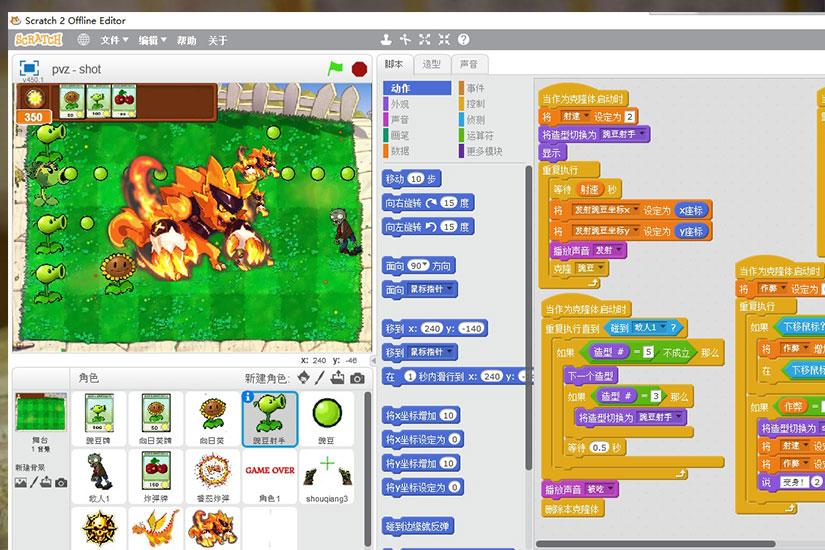 Scratch 2 Offline Editor
SCRATCH
文件 编辑 帮助 关于
pvz - shot
v450.1
350
50
100
x: 240 y: -46
角色
新建角色:
舞台
1 背景
新建背景
豌豆牌
向日葵牌
向日葵
豌豆射手
豌豆
敌人1
炸弹牌
番茄炸弹
GAME OVER
角色1
shouqiang3
脚本 造型 声音
动作 事件
外观 控制
声音 侦测
画笔 运算符
数据 更多模块
移动 10 步
向右旋转 15 度
向左旋转 15 度
面向 90 方向
面向 鼠标指针
移到 x: 240 y: -140
移到 鼠标指针
在 1 秒内滑行到 x: 240 y:
将x坐标增加 10
将x坐标设定为 0
将y坐标增加 10
将y坐标设定为 0
碰到边缘就反弹
当作为克隆体启动时
将 射速 设定为 2
将造型切换为 豌豆射手
显示
重复执行
等待 射速 秒
将 发射豌豆坐标x 设定为 x座标
将 发射豌豆坐标y 设定为 y座标
播放声音 发射
克隆 豌豆
当作为克隆体启动时
重复执行直到 碰到 敌人1 ?
如果 造型 # = 5 不成立 那么
下一个造型
如果 造型 # = 3 那么
将造型切换为 豌豆射手
等待 0.5 秒
播放声音 被吃
删除本克隆体
当作为克隆体启动时
将 作弊 设定为
重复执行
如果 下移鼠标?
将 作弊 增加
在 下移鼠标
如果 作弊 =
将造型切换为
将 射速
将 作弊
说 变身! 2